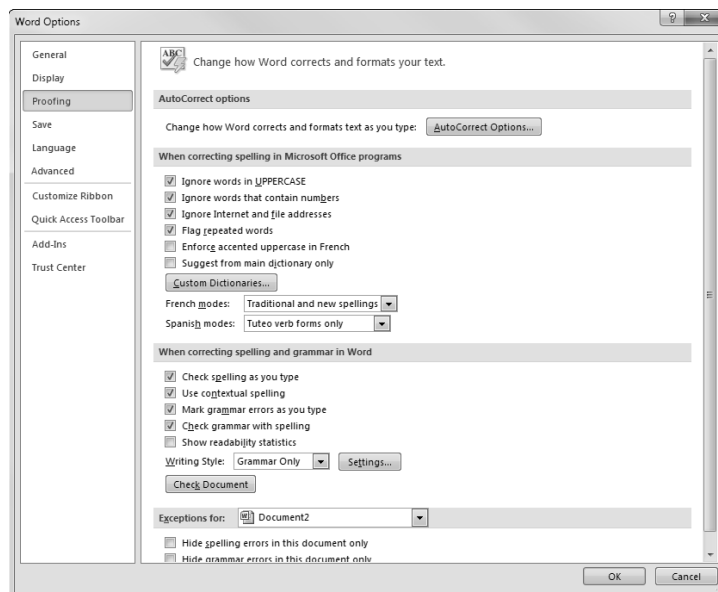 Word Options
General
Display
Proofing
Save
Language
Advanced
Customize Ribbon
Quick Access Toolbar
Add-Ins
Trust Center
ABC
Change how Word corrects and formats your text.
AutoCorrect options
Change how Word corrects and formats text as you type: AutoCorrect Options...
When correcting spelling in Microsoft Office programs
Ignore words in UPPERCASE
Ignore words that contain numbers
Ignore Internet and file addresses
Flag repeated words
Enforce accented uppercase in French
Suggest from main dictionary only
Custom Dictionaries...
French modes: Traditional and new spellings
Spanish modes: Tuteo verb forms only
When correcting spelling and grammar in Word
Check spelling as you type
Use contextual spelling
Mark grammar errors as you type
Check grammar with spelling
Show readability statistics
Writing Style: Grammar Only Settings...
Check Document
Exceptions for: Document2
Hide spelling errors in this document only
Hide grammar errors in this document only
OK Cancel